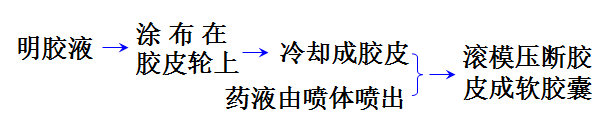 明胶液
涂布在
胶皮轮上
冷却成胶皮
药液由喷体喷出
滚模压断胶
皮成软胶囊